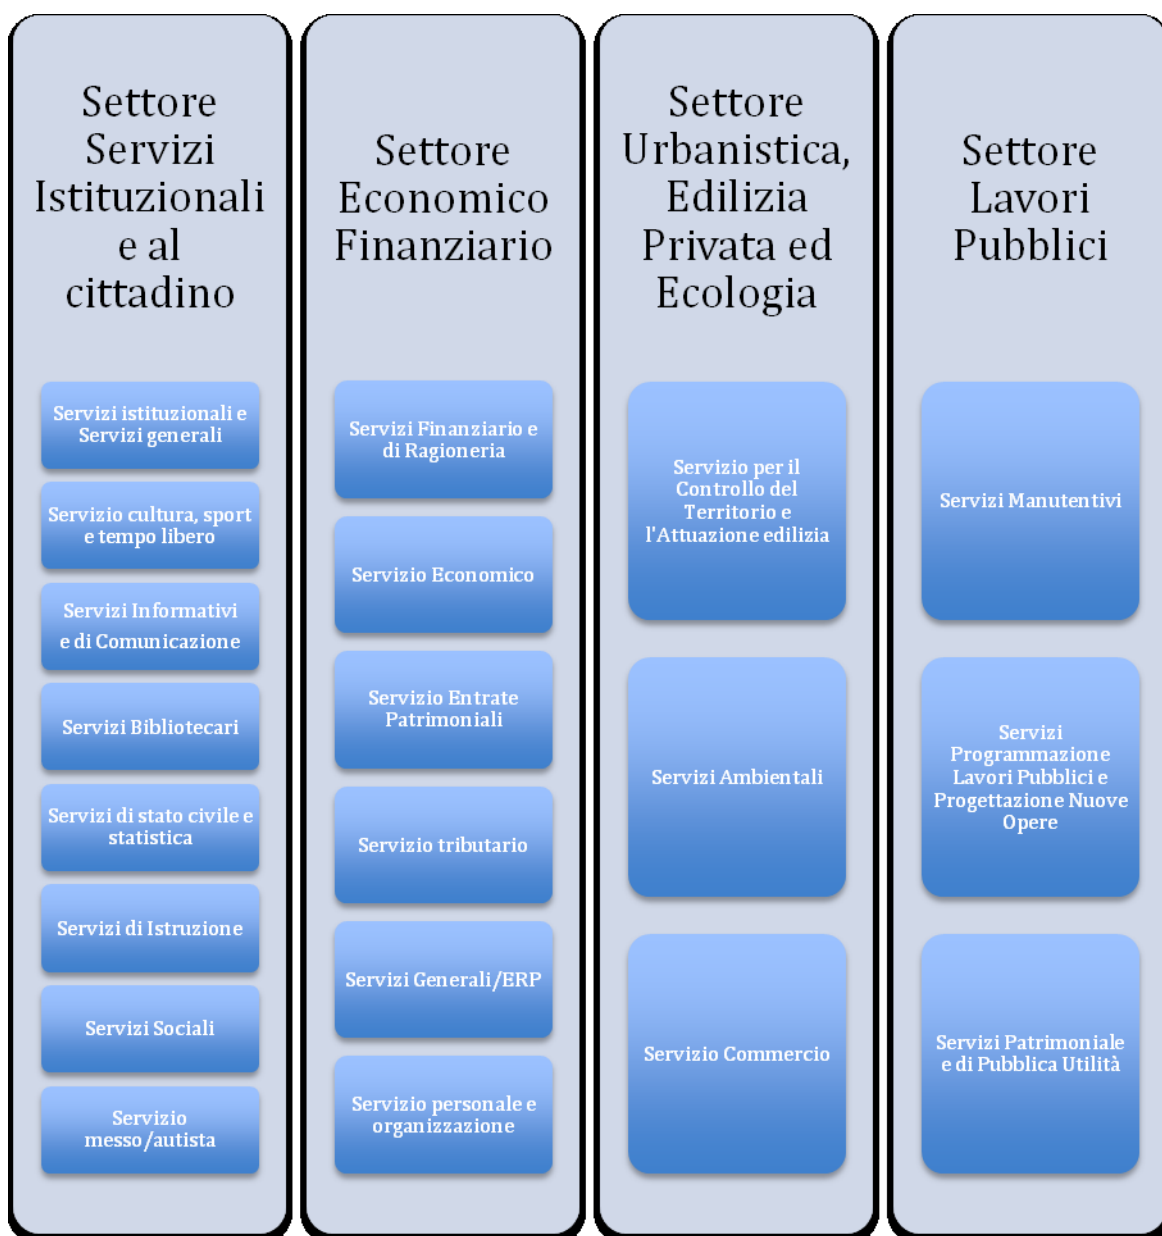 Settore
Servizi
Istituzionali
e al
cittadino
Servizi istituzionali e
Servizi generali
Servizio cultura, sport
e tempo libero
Servizi Informativi
e di Comunicazione
Servizi Bibliotecari
Servizi di stato civile e
statistica
Servizi di Istruzione
Servizi Sociali
Servizio
messo/autista
Settore
Economico
Finanziario
Servizi Finanziario e
di Ragioneria
Servizio Economico
Servizio Entrate
Patrimoniali
Servizio tributario
Servizi Generali/ERP
Servizio personale e
organizzazione
Settore
Urbanistica,
Edilizia
Privata ed
Ecologia
Servizio per il
Controllo del
Territorio e
l'Attuazione edilizia
Servizi Ambientali
Servizio Commercio
Settore
Lavori
Pubblici
Servizi Manutentivi
Servizi
Programmazione
Lavori Pubblici e
Progettazione Nuove
Opere
Servizi Patrimoniale
e di Pubblica Utilità